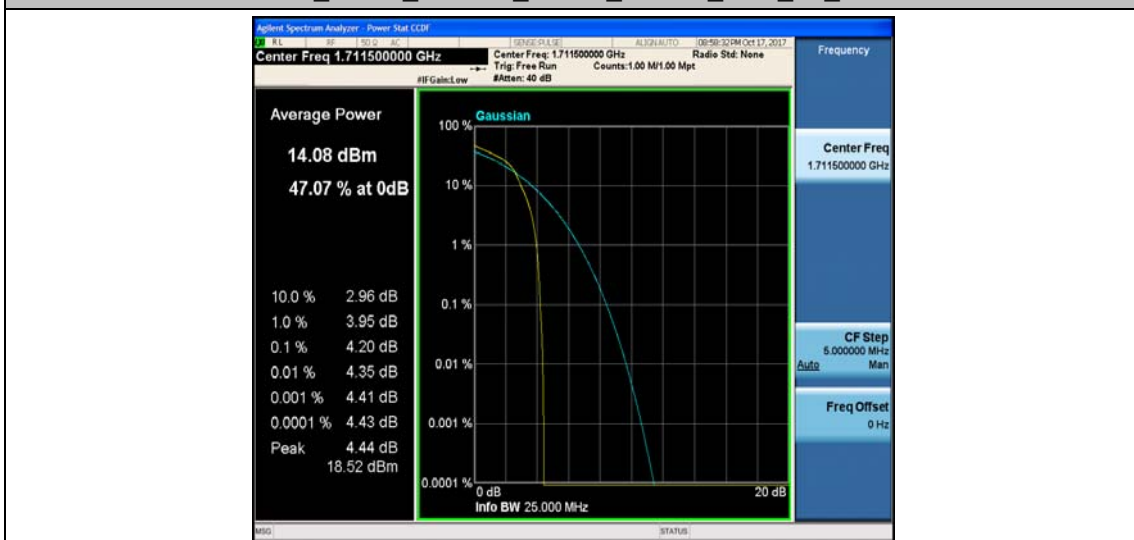 Agilent Spectrum Analyzer - Power Stat CCDF
RL RF 50 Ω AC SENSE:PULSE ALIGNAUTO 08:58:32 PM Oct 17, 2017
Center Freq 1.711500000 GHz
Center Freq: 1.711500000 GHz Radio Std: None
Trig: Free Run Counts:1.00 M/1.00 Mpt
#IFGain:Low #Atten: 40 dB
Frequency
Average Power
14.08 dBm
47.07 % at 0dB
10.0 % 2.96 dB
1.0 % 3.95 dB
0.1 % 4.20 dB
0.01 % 4.35 dB
0.001 % 4.41 dB
0.0001 % 4.43 dB
Peak 4.44 dB
18.52 dBm
Gaussian
100 %
10 %
1 %
0.1 %
0.01 %
0.001 %
0.0001 %
0 dB 20 dB
Info BW 25.000 MHz
Center Freq
1.711500000 GHz
CF Step
5.000000 MHz
Auto Man
Freq Offset
0 Hz
MSG STATUS